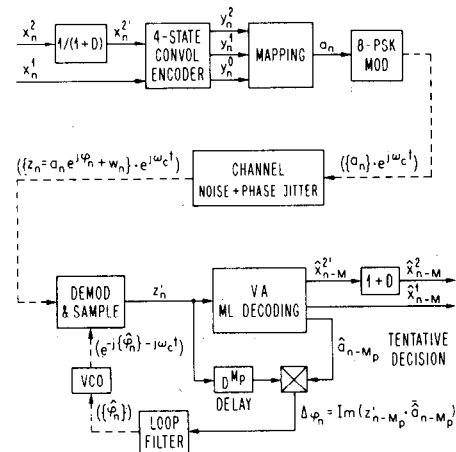 x_n^2
1/(1+D)
x_n^{2'}
x_n^1
4-STATE
CONVOL
ENCODER
y_n^2
y_n^1
y_n^0
MAPPING
a_n
8-PSK
MOD
({z_n = a_n e^{jφ_n} + w_n} · e^{jω_c t})
CHANNEL
NOISE + PHASE JITTER
({a_n} · e^{jω_c t})
DEMOD
& SAMPLE
z'_n
VA
ML DECODING
x̂_{n-M}^{2'}
1 + D
x̂_{n-M}^2
x̂_{n-M}^1
(e^{-j{φ̂_n} - jω_c t})
VCO
({φ̂_n})
LOOP
FILTER
D^{M_p}
DELAY
â_{n-M_p}
TENTATIVE
DECISION
Δφ_n = Im(z'_{n-M_p} · \bar{â}_{n-M_p})